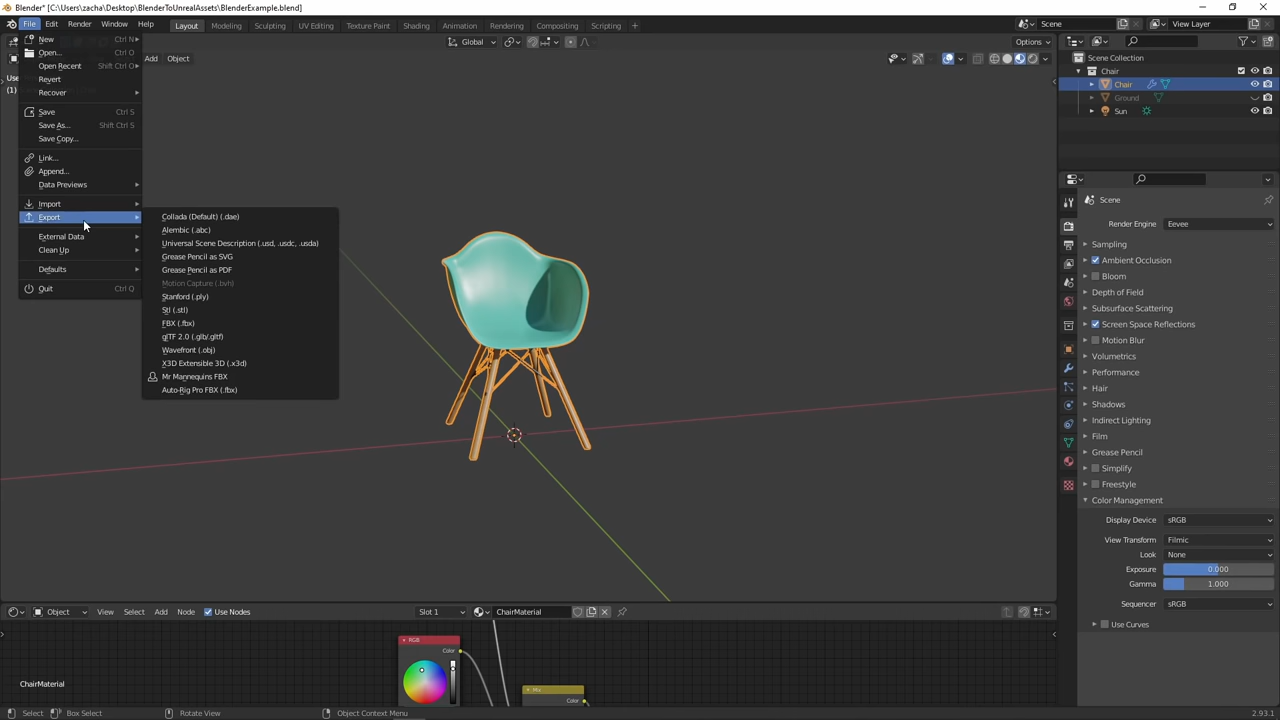 Blender* [C:\Users\zacha\Desktop\BlenderToUnrealAssets\BlenderExample.blend]
File Edit Render Window Help Layout Modeling Sculpting UV Editing Texture Paint Shading Animation Rendering Compositing Scripting Scene View Layer
Global Options
Add Object
New Ctrl N
Open... Ctrl O
Open Recent Shift Ctrl O
Revert
Recover
Save Ctrl S
Save As... Shift Ctrl S
Save Copy...
Link...
Append...
Data Previews
Import
Export
External Data
Clean Up
Defaults
Quit Ctrl Q
Collada (Default) (.dae)
Alembic (.abc)
Universal Scene Description (.usd, .usdc, .usda)
Grease Pencil as SVG
Grease Pencil as PDF
Motion Capture (.bvh)
Stanford (.ply)
Stl (.stl)
FBX (.fbx)
glTF 2.0 (.glb/.gltf)
Wavefront (.obj)
X3D Extensible 3D (.x3d)
Mr Mannequins FBX
Auto-Rig Pro FBX (.fbx)
Scene Collection
Chair
Chair
Ground
Sun
Scene
Render Engine Eevee
Sampling
Ambient Occlusion
Bloom
Depth of Field
Subsurface Scattering
Screen Space Reflections
Motion Blur
Volumetrics
Performance
Hair
Shadows
Indirect Lighting
Film
Grease Pencil
Simplify
Freestyle
Color Management
Display Device sRGB
View Transform Filmic
Look None
Exposure 0.000
Gamma 1.000
Sequencer sRGB
Use Curves
Object View Select Add Node Use Nodes Slot 1 ChairMaterial
RGB
Color
Mix
Color
ChairMaterial
Select Box Select Rotate View Object Context Menu 2.93.1